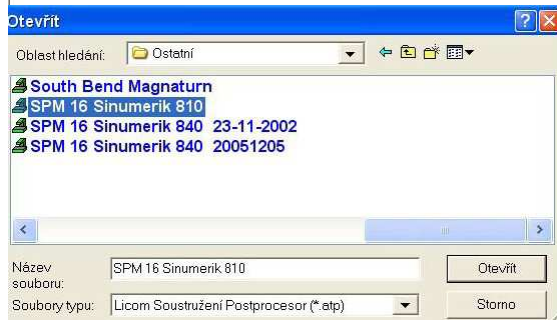 Otevřít
Oblast hledání: Ostatní
South Bend Magnaturn
SPM 16 Sinumerik 810
SPM 16 Sinumerik 840 23-11-2002
SPM 16 Sinumerik 840 20051205
Název souboru: SPM 16 Sinumerik 810 Otevřít
Soubory typu: Licom Soustružení Postprocesor (*.atp) Storno